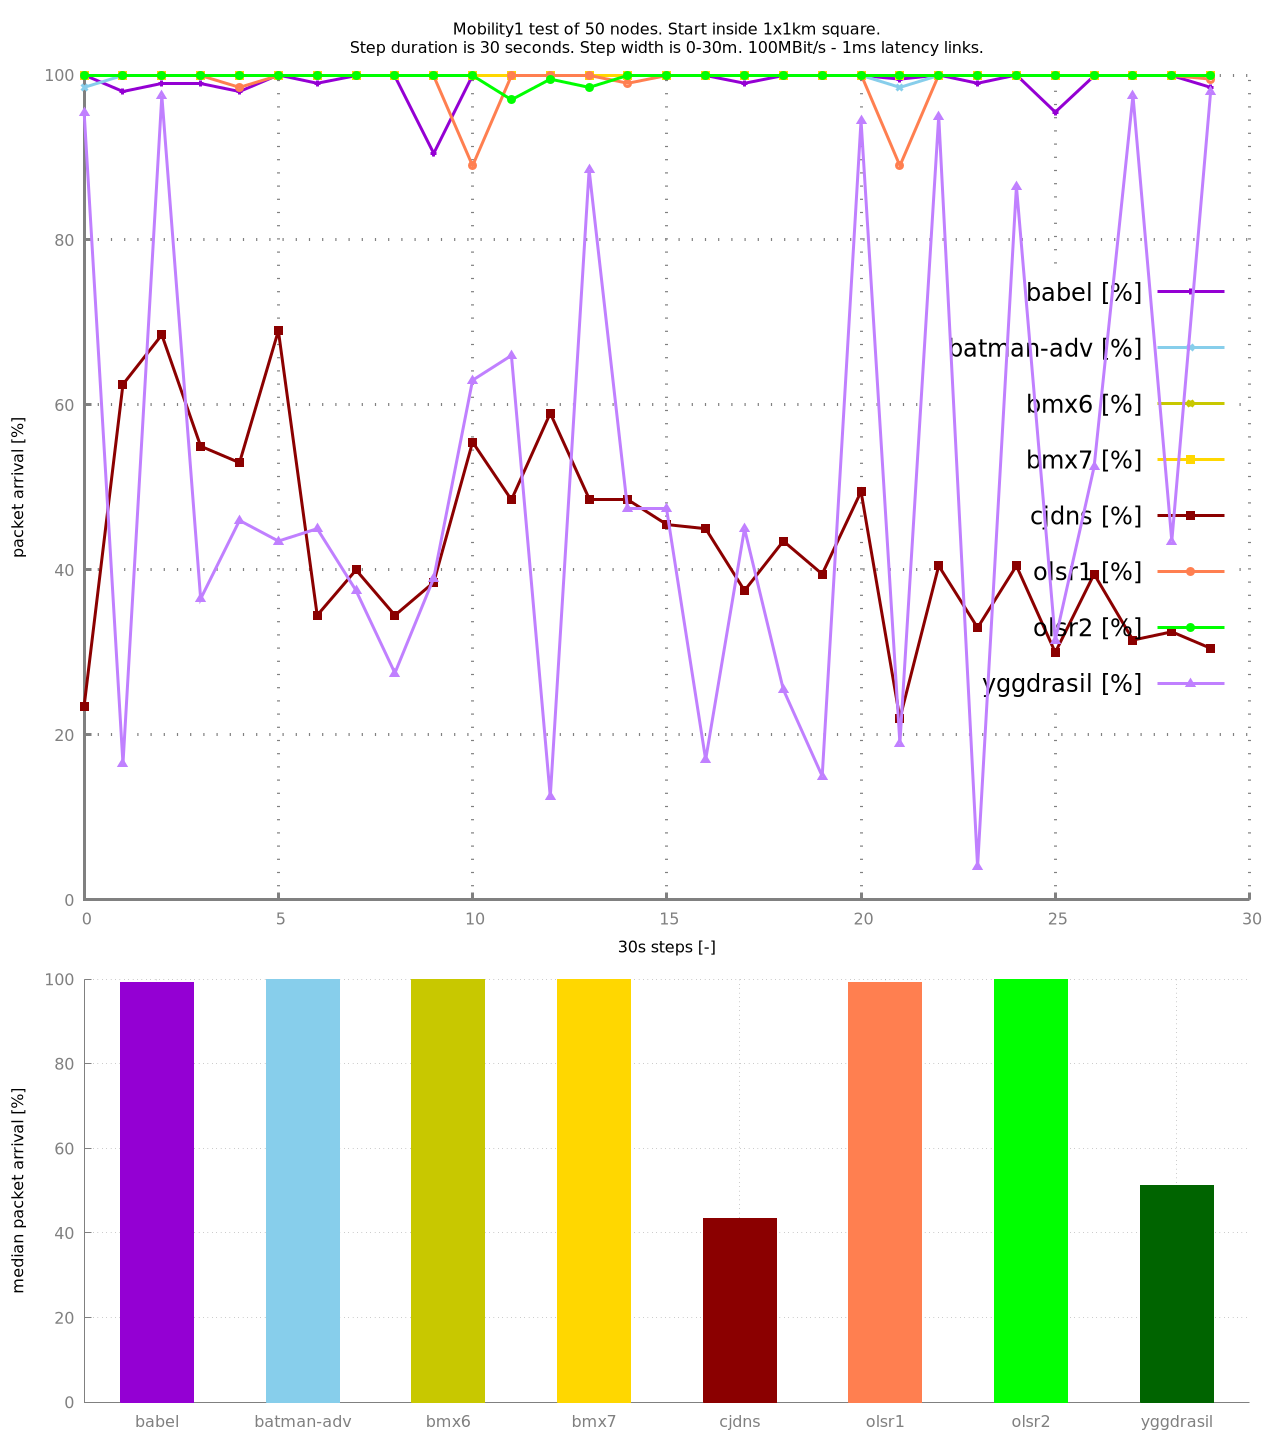 Mobility1 test of 50 nodes. Start inside 1x1km square.
Step duration is 30 seconds. Step width is 0-30m. 100MBit/s - 1ms latency links.
100
80
60
40
20
0
packet arrival [%]
babel [%]
batman-adv [%]
bmx6 [%]
bmx7 [%]
cjdns [%]
olsr1 [%]
olsr2 [%]
yggdrasil [%]
0 5 10 15 20 25 30
30s steps [-]
100
80
60
40
20
0
median packet arrival [%]
babel batman-adv bmx6 bmx7 cjdns olsr1 olsr2 yggdrasil